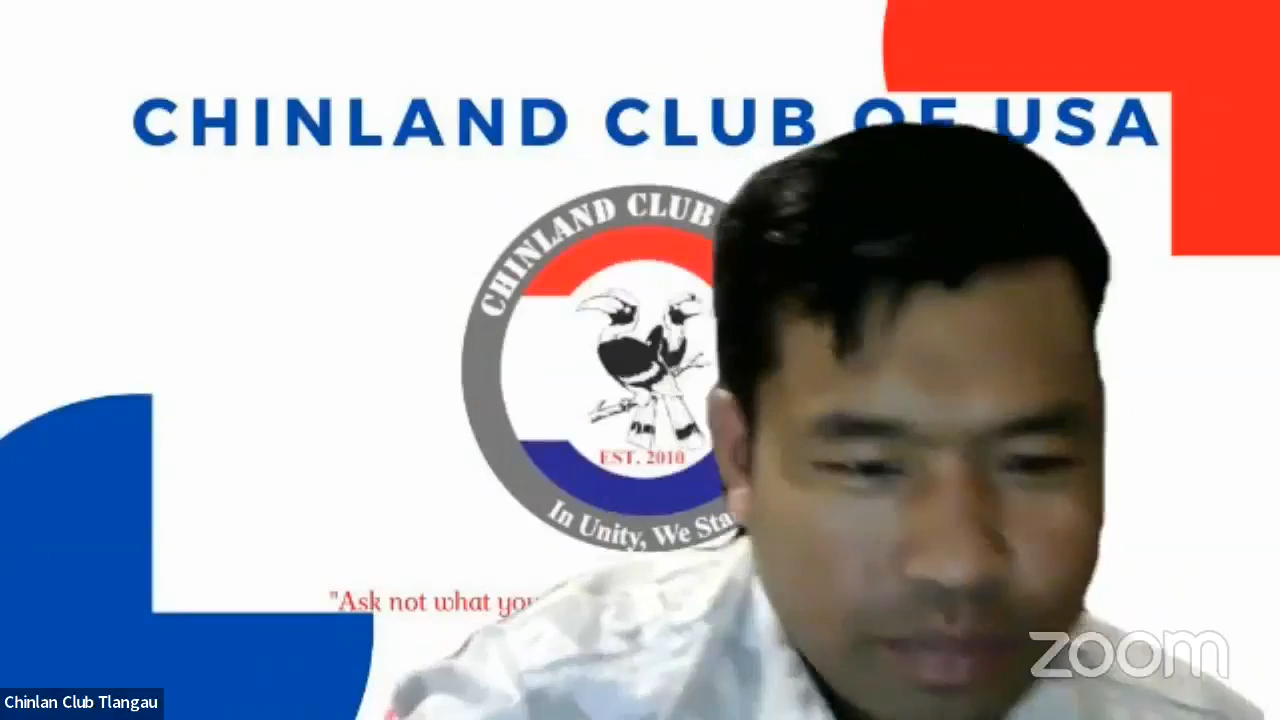 CHINLAND CLUB OF USA
CHINLAND CLUB
EST. 2010
In Unity, We Sta
"Ask not what you
zoom
Chinlan Club Tlangau